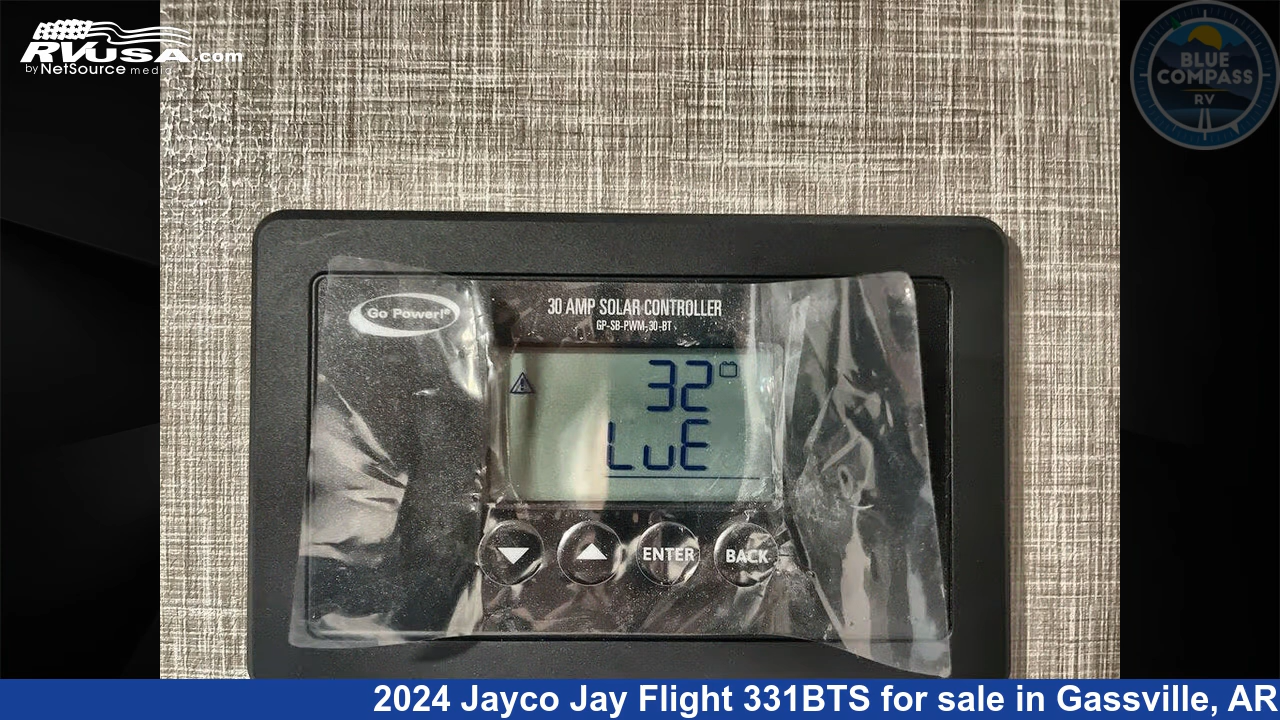 RVUSA.com
by NetSource media
BLUE
COMPASS
RV
Go Power!®
30 AMP SOLAR CONTROLLER
GP-SB-PWM-30-BT
32
LvE
ENTER
BACK
2024 Jayco Jay Flight 331BTS for sale in Gassville, AR